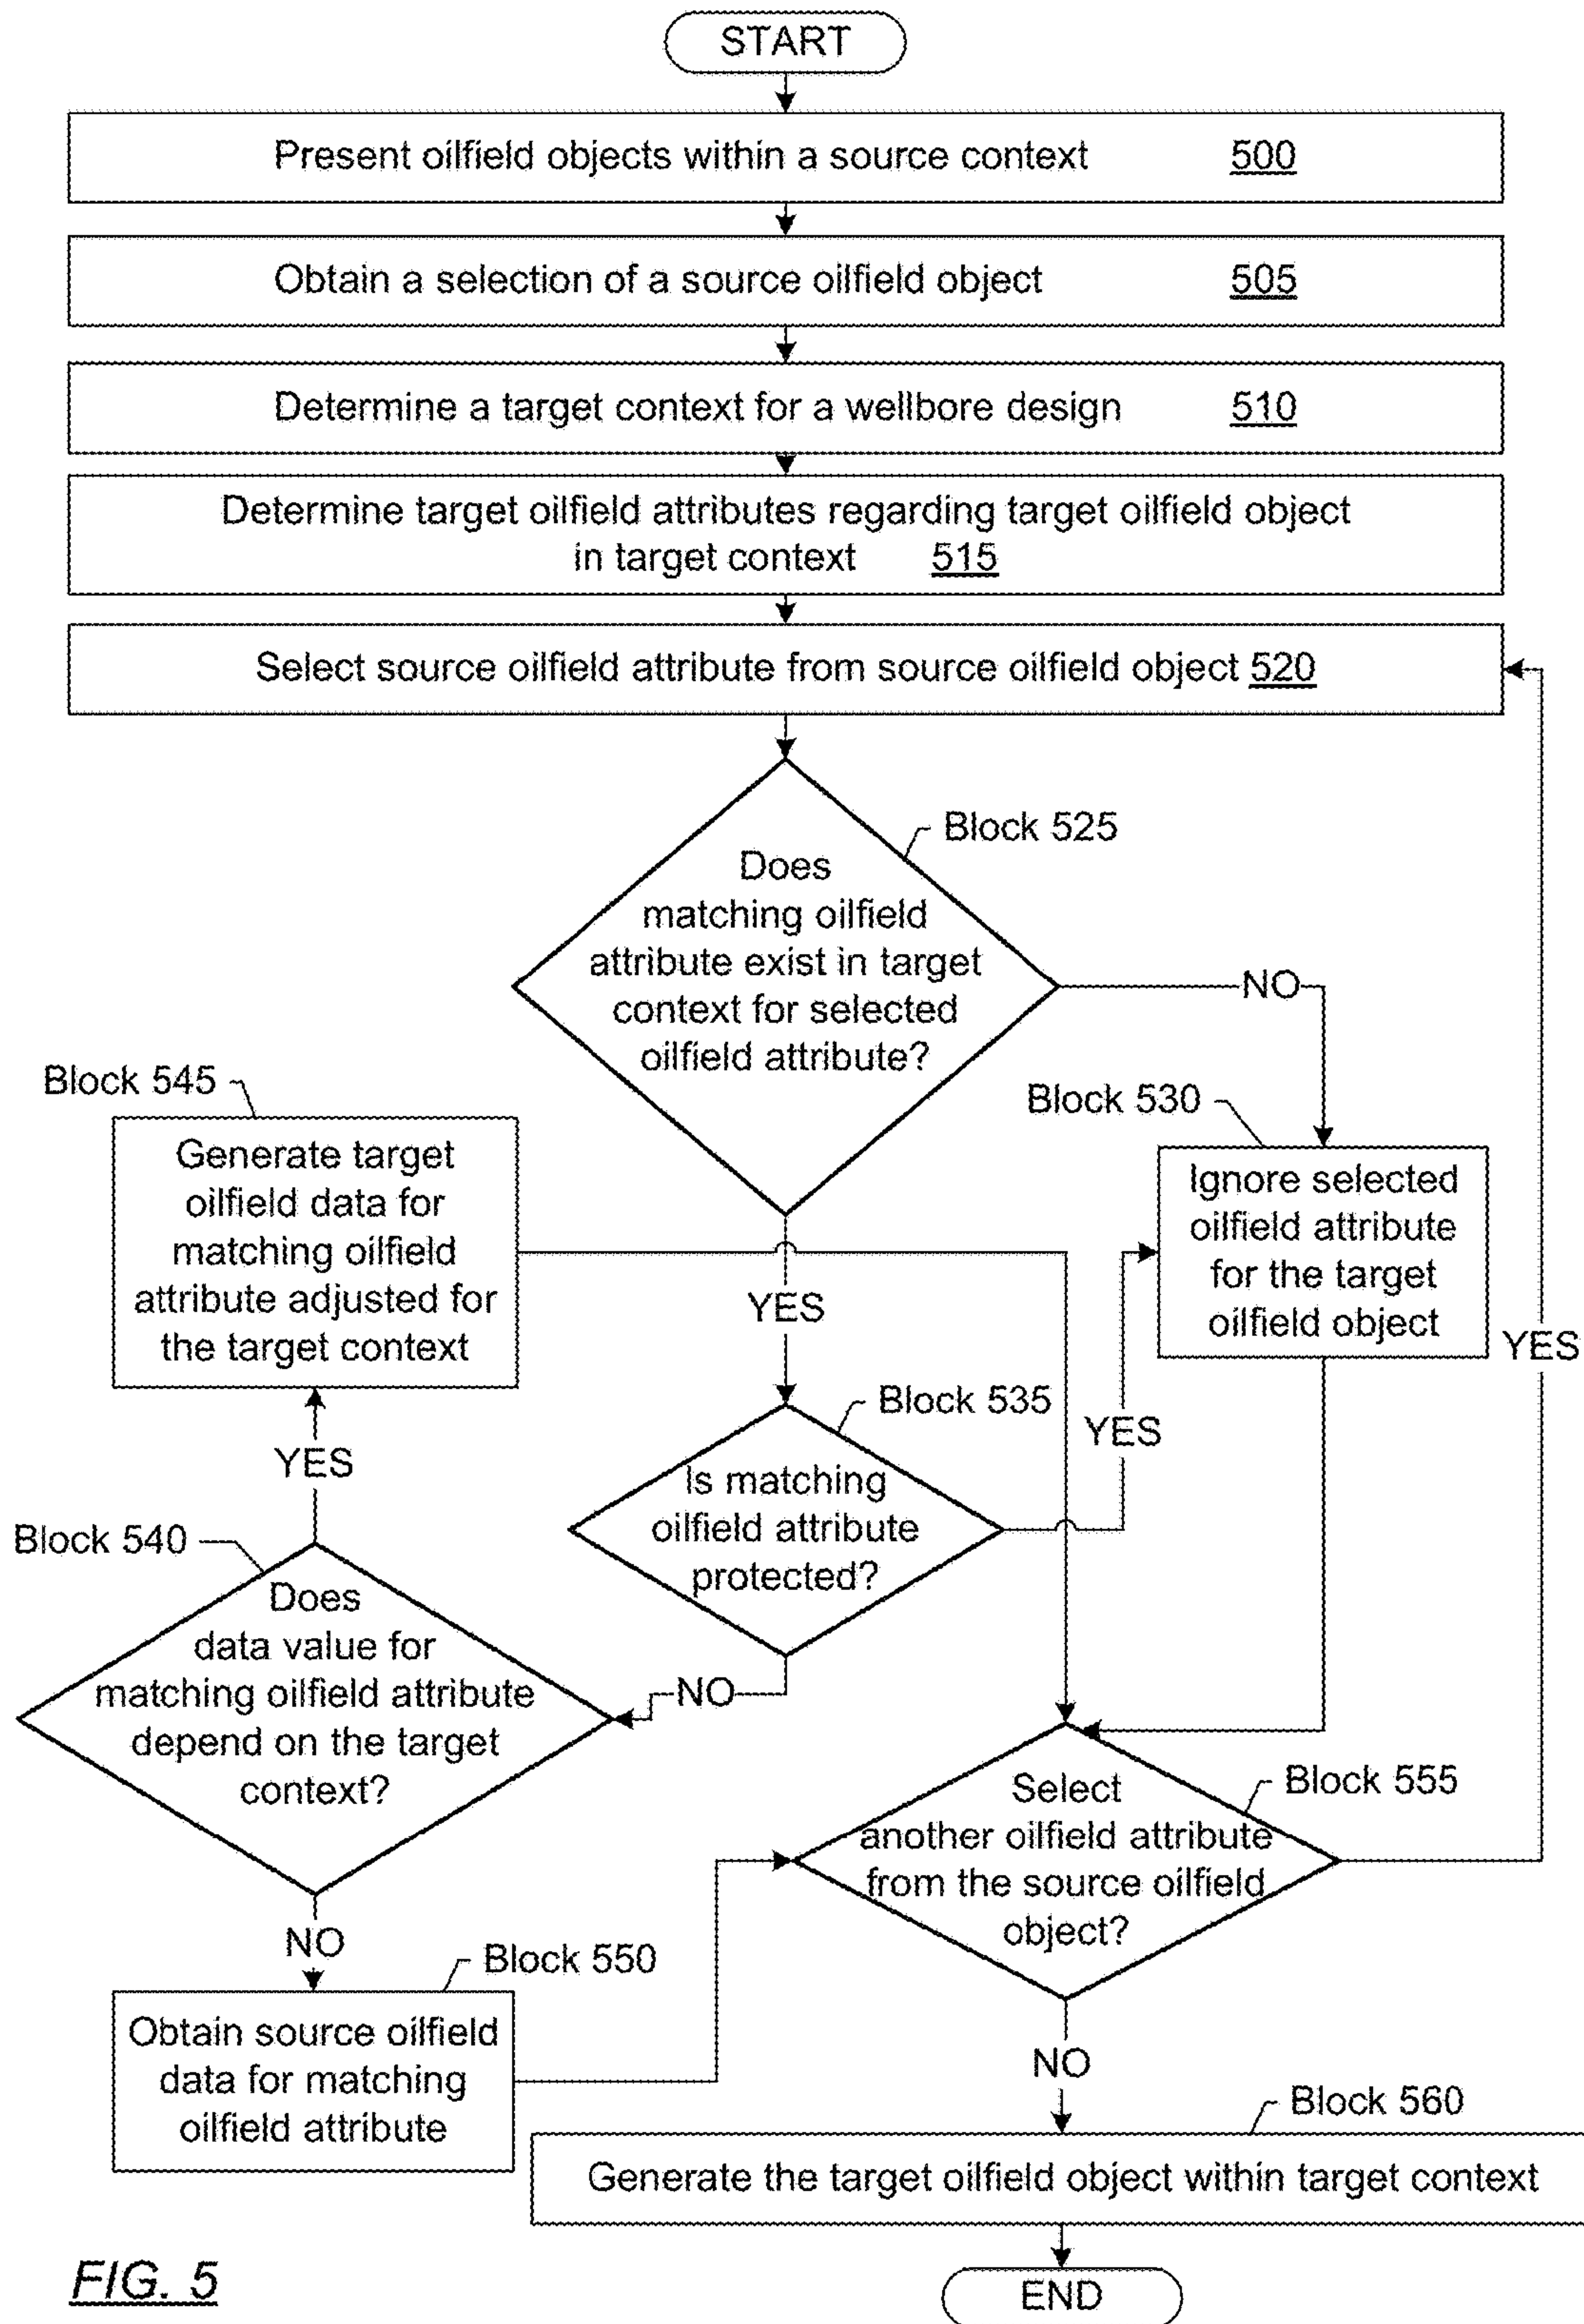 START
Present oilfield objects within a source context 500
Obtain a selection of a source oilfield object 505
Determine a target context for a wellbore design 510
Determine target oilfield attributes regarding target oilfield object
in target context 515
Select source oilfield attribute from source oilfield object 520
Block 525
Does
matching oilfield
attribute exist in target
context for selected
oilfield attribute?
NO
Block 545
Generate target
oilfield data for
matching oilfield
attribute adjusted for
the target context
Block 530
Ignore selected
oilfield attribute
for the target
oilfield object
YES
YES
Block 535
Is matching
oilfield attribute
protected?
YES
YES
NO
Block 540
Does
data value for
matching oilfield attribute
depend on the target
context?
Block 555
Select
another oilfield attribute
from the source oilfield
object?
NO
Block 550
Obtain source oilfield
data for matching
oilfield attribute
NO
Block 560
Generate the target oilfield object within target context
END
FIG. 5